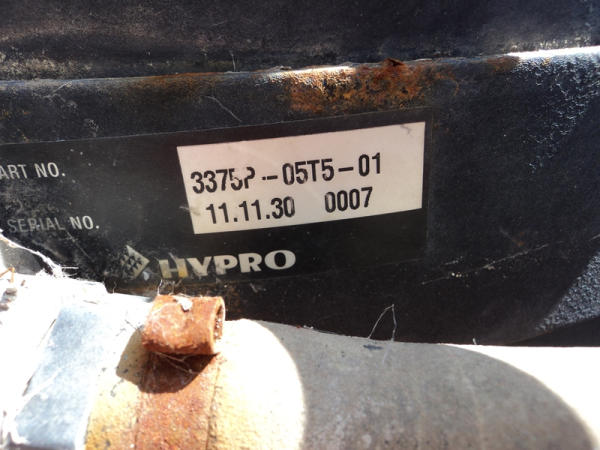 ART NO. 3375P-05T5-01
SERIAL NO. 11.11.30 0007
HYPRO